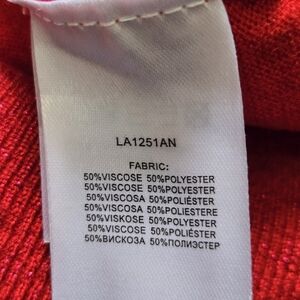 LA1251AN
FABRIC:
50%VISCOSE 50%POLYESTER
50%VISCOSE 50%POLYESTER
50%VISCOSA 50%POLIÉSTER
50%VISCOSA 50%POLIESTERE
50%VISKOSE 50%POLYESTER
50%VISCOSE 50%POLIÉSTER
50%ВИСКОЗА 50%ПОЛИЭСТЕР